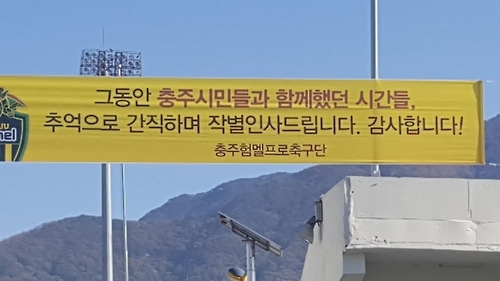 그동안 충주시민들과 함께했던 시간들,
추억으로 간직하며 작별인사드립니다. 감사합니다!
충주험멜프로축구단